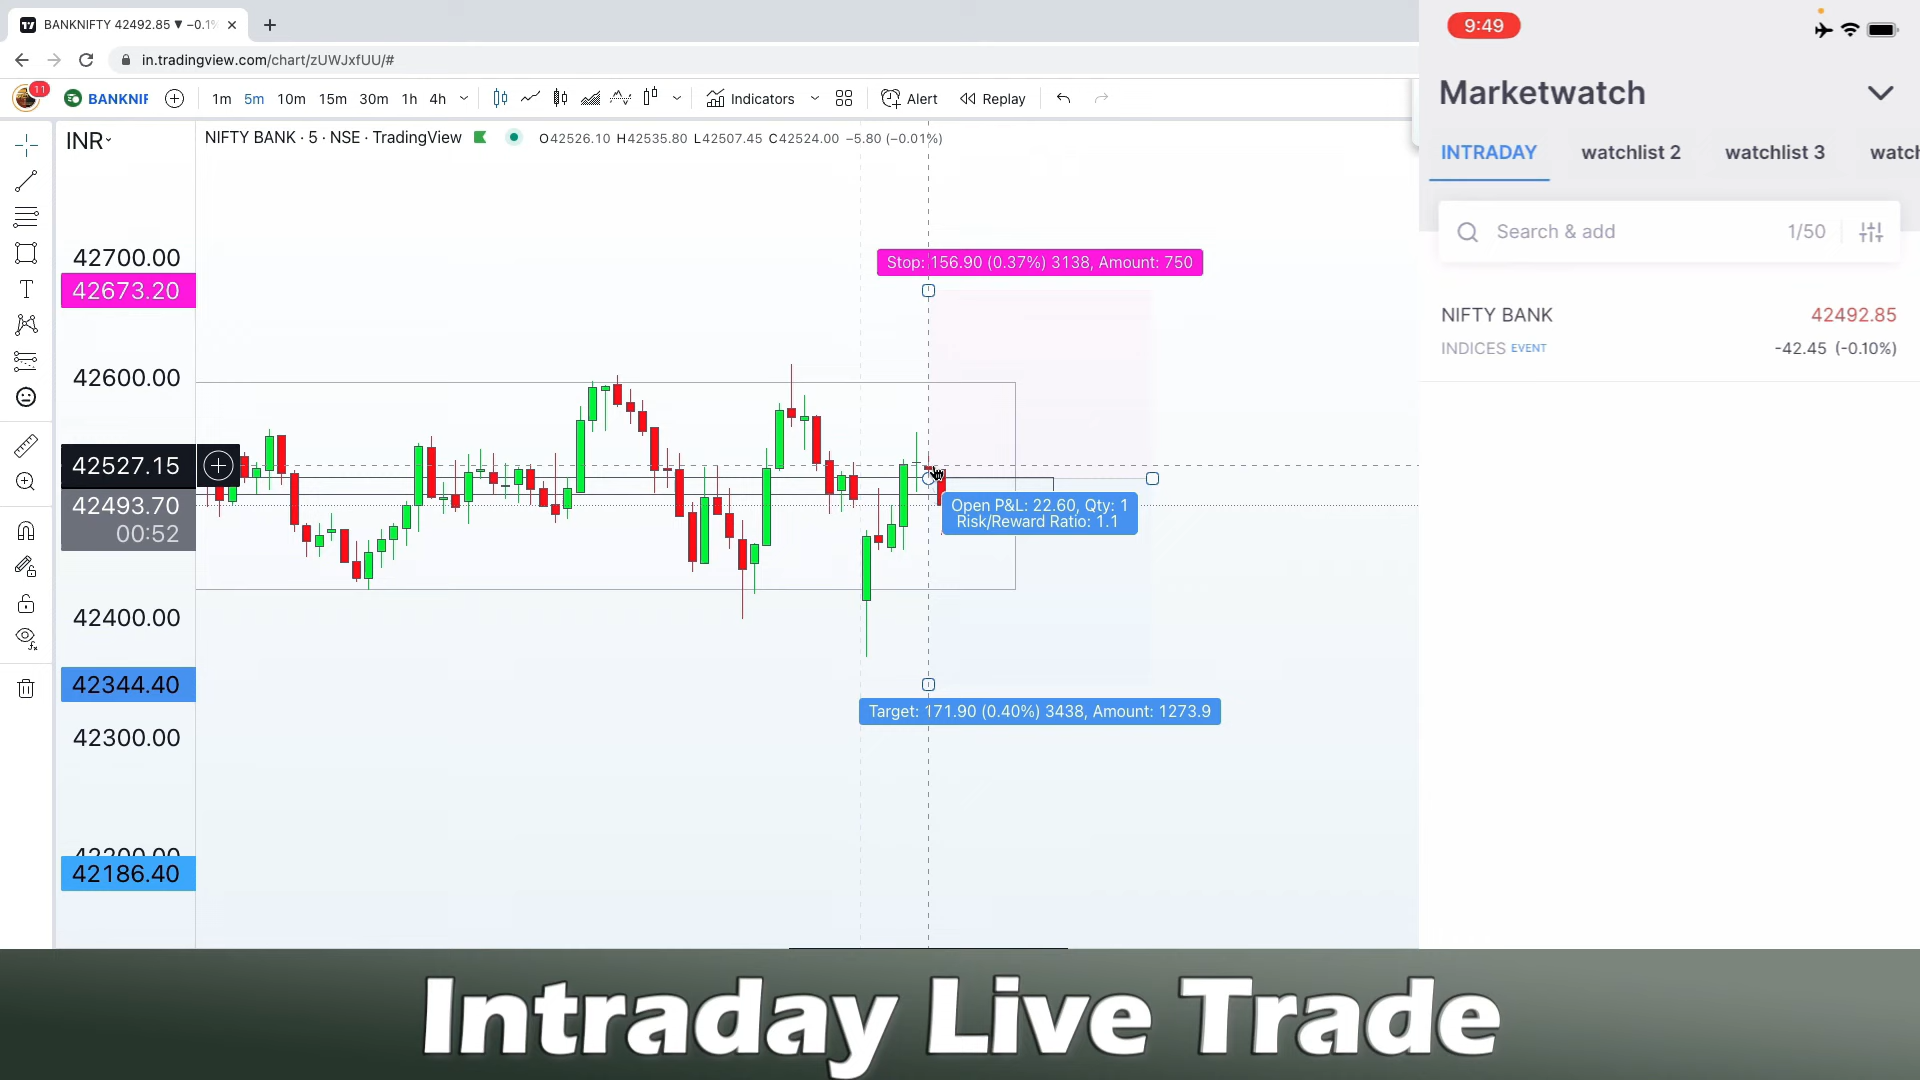 BANKNIFTY 42492.85 ▼ −0.1%
in.tradingview.com/chart/zUWJxfUU/#
11
BANKNIF
1m 5m 10m 15m 30m 1h 4h
Indicators
Alert
Replay
INR
NIFTY BANK · 5 · NSE · TradingView
O42526.10 H42535.80 L42507.45 C42524.00 −5.80 (−0.01%)
42700.00
42673.20
42600.00
42527.15
42493.70
00:52
42400.00
42344.40
42300.00
42200.00
42186.40
Stop: 156.90 (0.37%) 3138, Amount: 750
Open P&L: 22.60, Qty: 1
Risk/Reward Ratio: 1.1
Target: 171.90 (0.40%) 3438, Amount: 1273.9
9:49
Marketwatch
INTRADAY watchlist 2 watchlist 3 watch
Search & add 1/50
NIFTY BANK 42492.85
INDICES EVENT -42.45 (-0.10%)
Intraday Live Trade